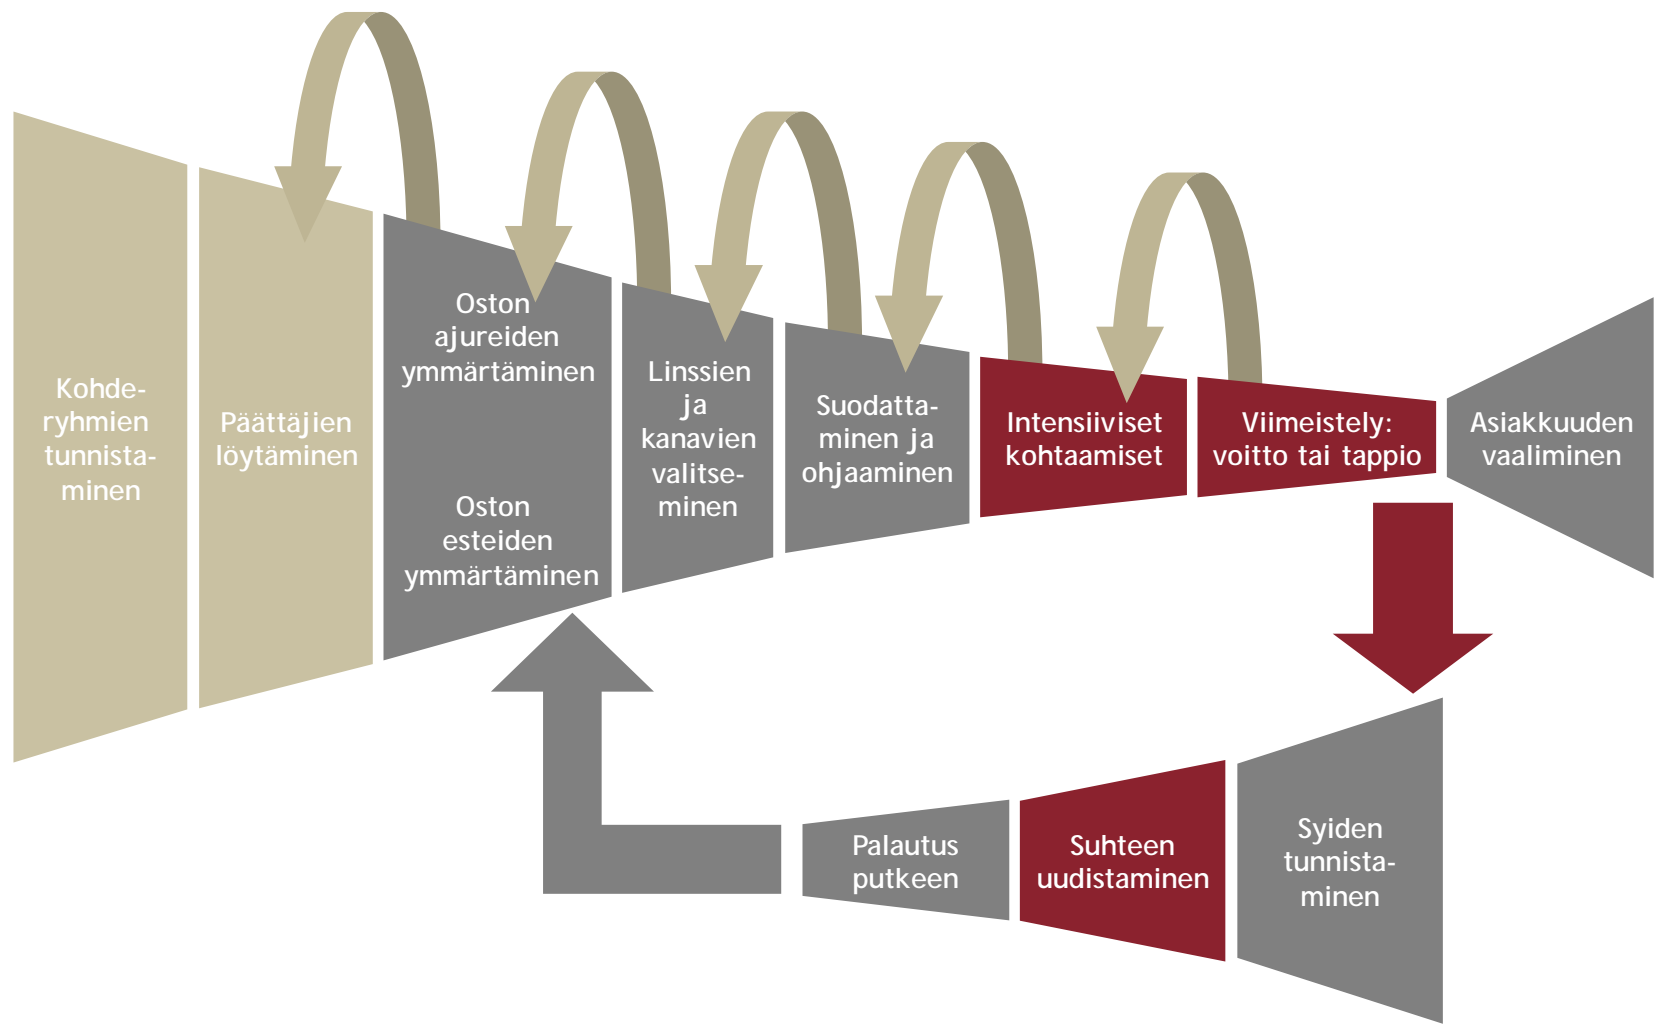 Kohde-
ryhmien
tunnista-
minen
Päättäjien
löytäminen
Oston
ajureiden
ymmärtäminen
Oston
esteiden
ymmärtäminen
Linssien
ja
kanavien
valitse-
minen
Suodatta-
minen ja
ohjaaminen
Intensiiviset
kohtaamiset
Viimeistely:
voitto tai tappio
Asiakkuuden
vaaliminen
Palautus
putkeen
Suhteen
uudistaminen
Syiden
tunnista-
minen